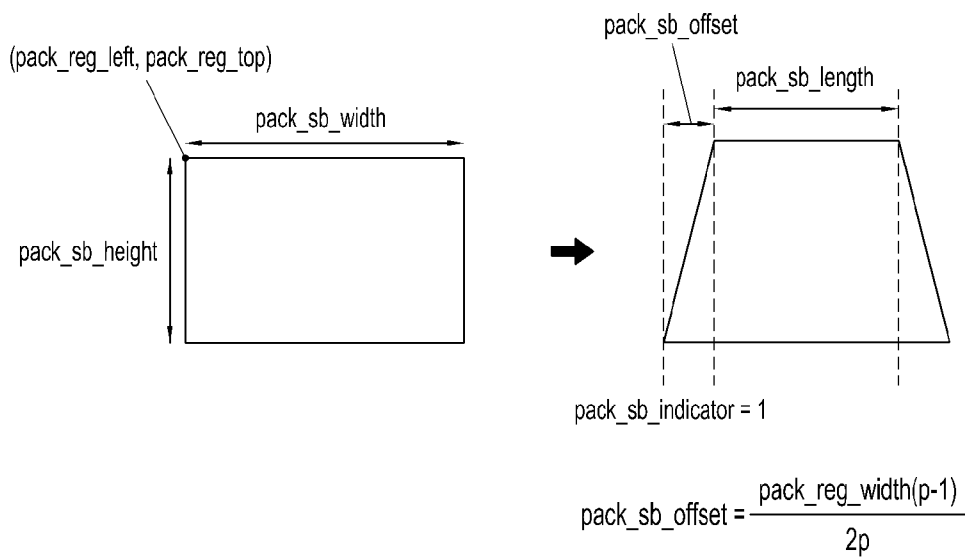 (pack_reg_left, pack_reg_top)
pack_sb_width
pack_sb_height
pack_sb_offset
pack_sb_length
pack_sb_indicator = 1
pack_sb_offset = pack_reg_width(p-1)
2p